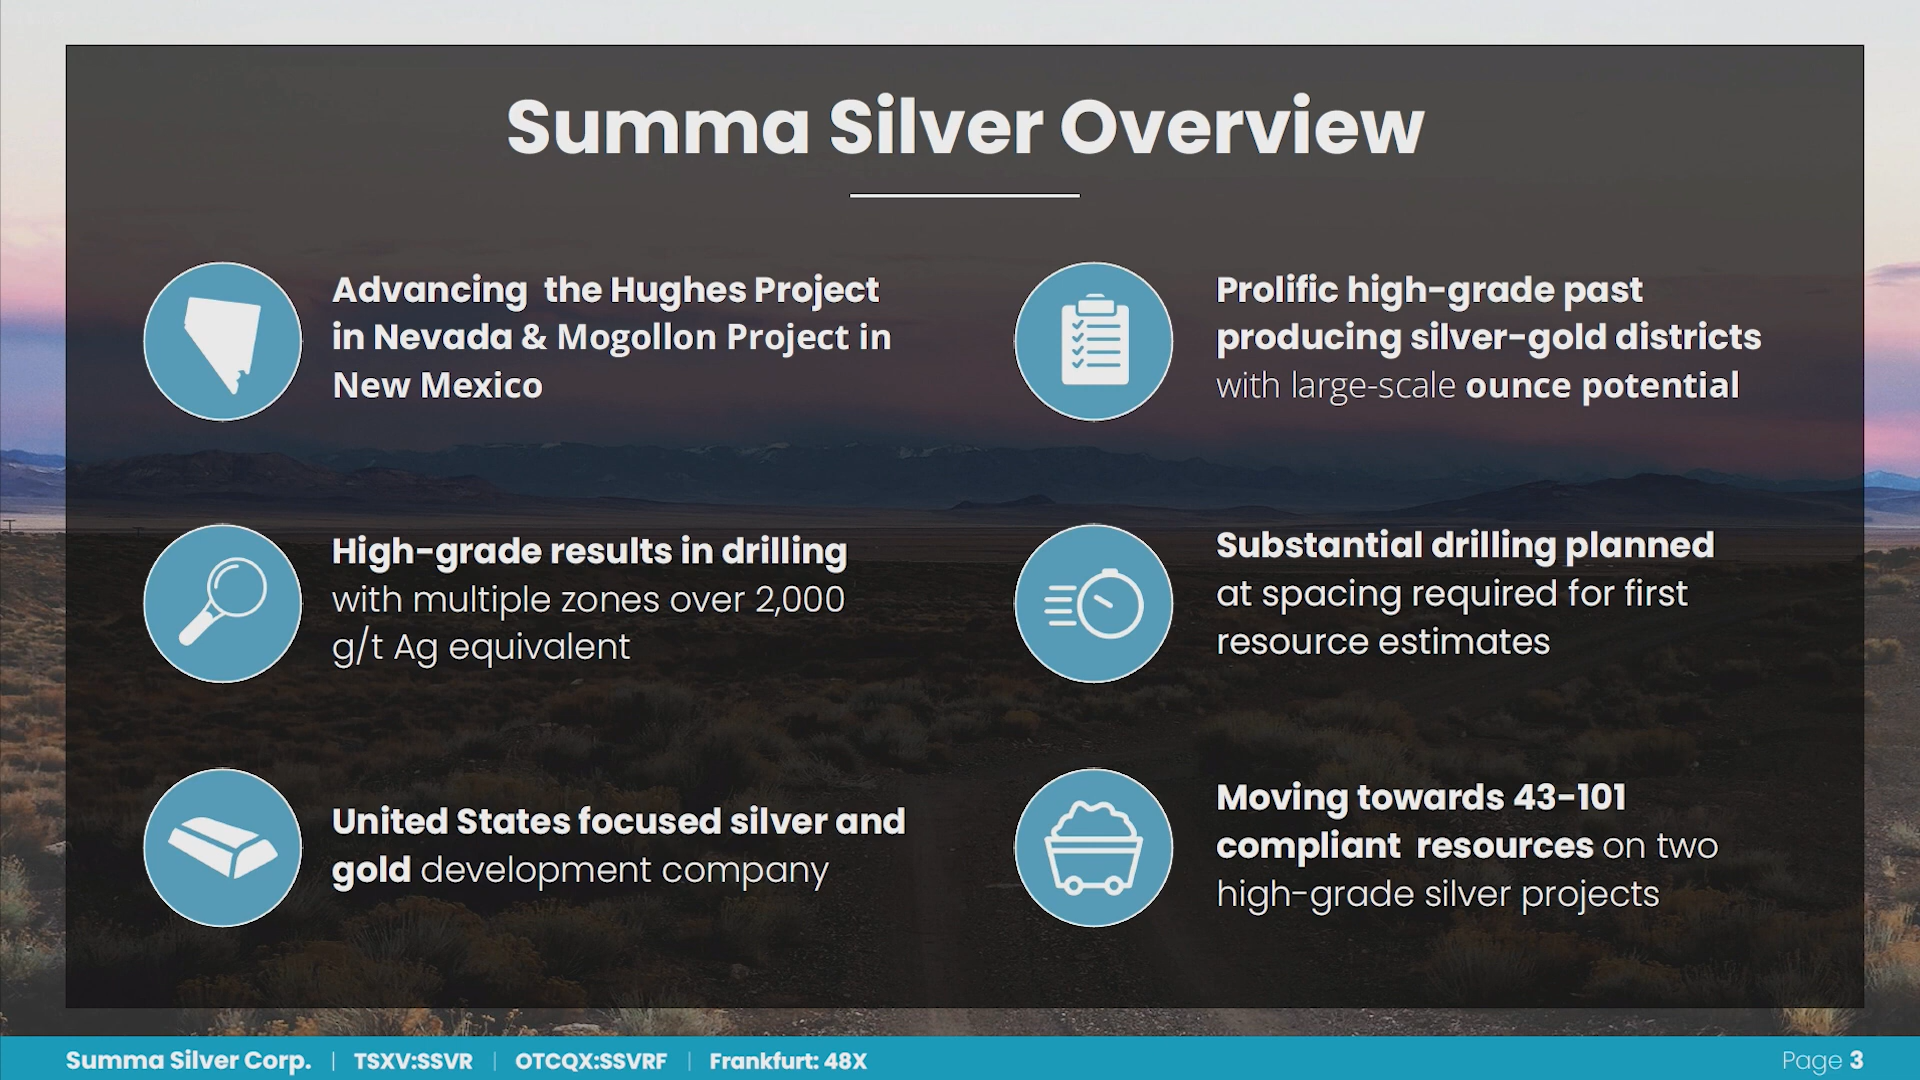 Summa Silver Overview
Advancing  the Hughes Project
in Nevada & Mogollon Project in
New Mexico
Prolific high-grade past
producing silver-gold districts
with large-scale ounce potential
High-grade results in drilling
with multiple zones over 2,000
g/t Ag equivalent
Substantial drilling planned
at spacing required for first
resource estimates
United States focused silver and
gold development company
Moving towards 43-101
compliant  resources on two
high-grade silver projects
Summa Silver Corp. | TSXV:SSVR | OTCQX:SSVRF | Frankfurt: 48X
Page 3